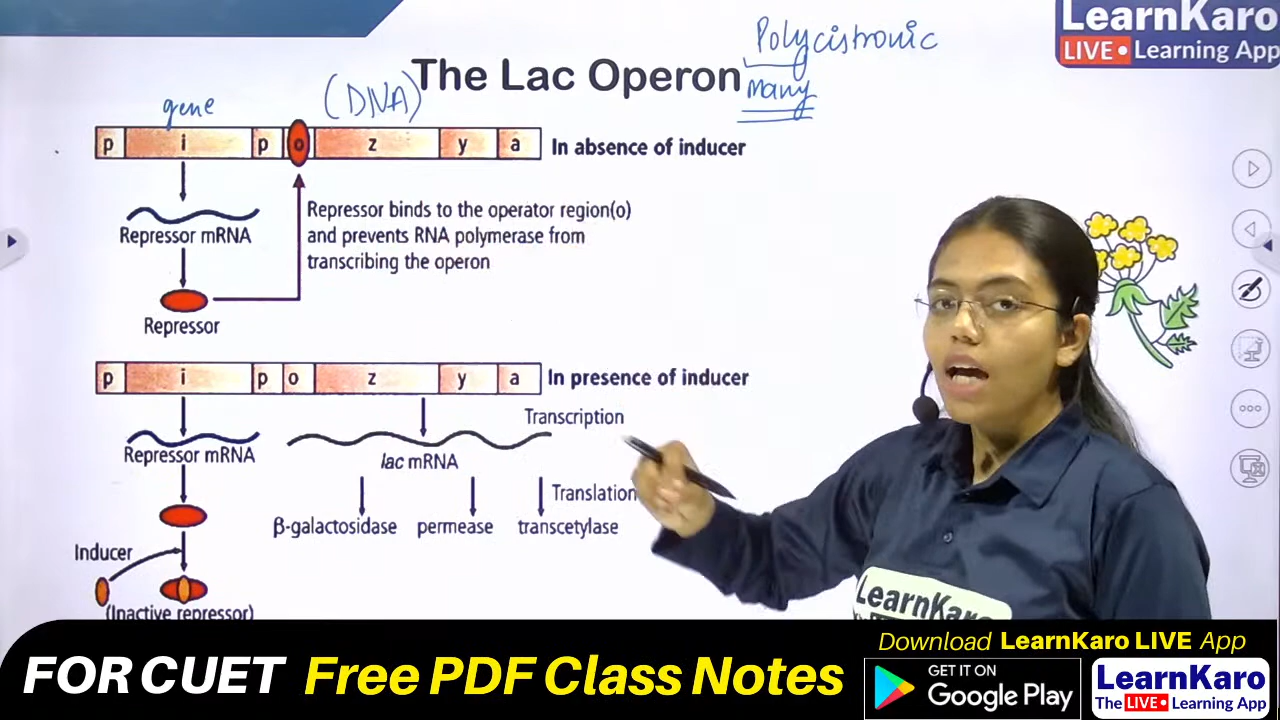 Polycistronic
LearnKaro
LIVE • Learning App
The Lac Operon
many
gene
(DNA)
p i p o z y a
In absence of inducer
Repressor mRNA
Repressor binds to the operator region(o)
and prevents RNA polymerase from
transcribing the operon
Repressor
p i p o z y a
In presence of inducer
Transcription
Repressor mRNA
lac mRNA
Translation
β-galactosidase permease transcetylase
Inducer
(Inactive repressor)
LearnKaro
FOR CUET Free PDF Class Notes
Download LearnKaro LIVE App
GET IT ON
Google Play
LearnKaro
The LIVE • Learning App